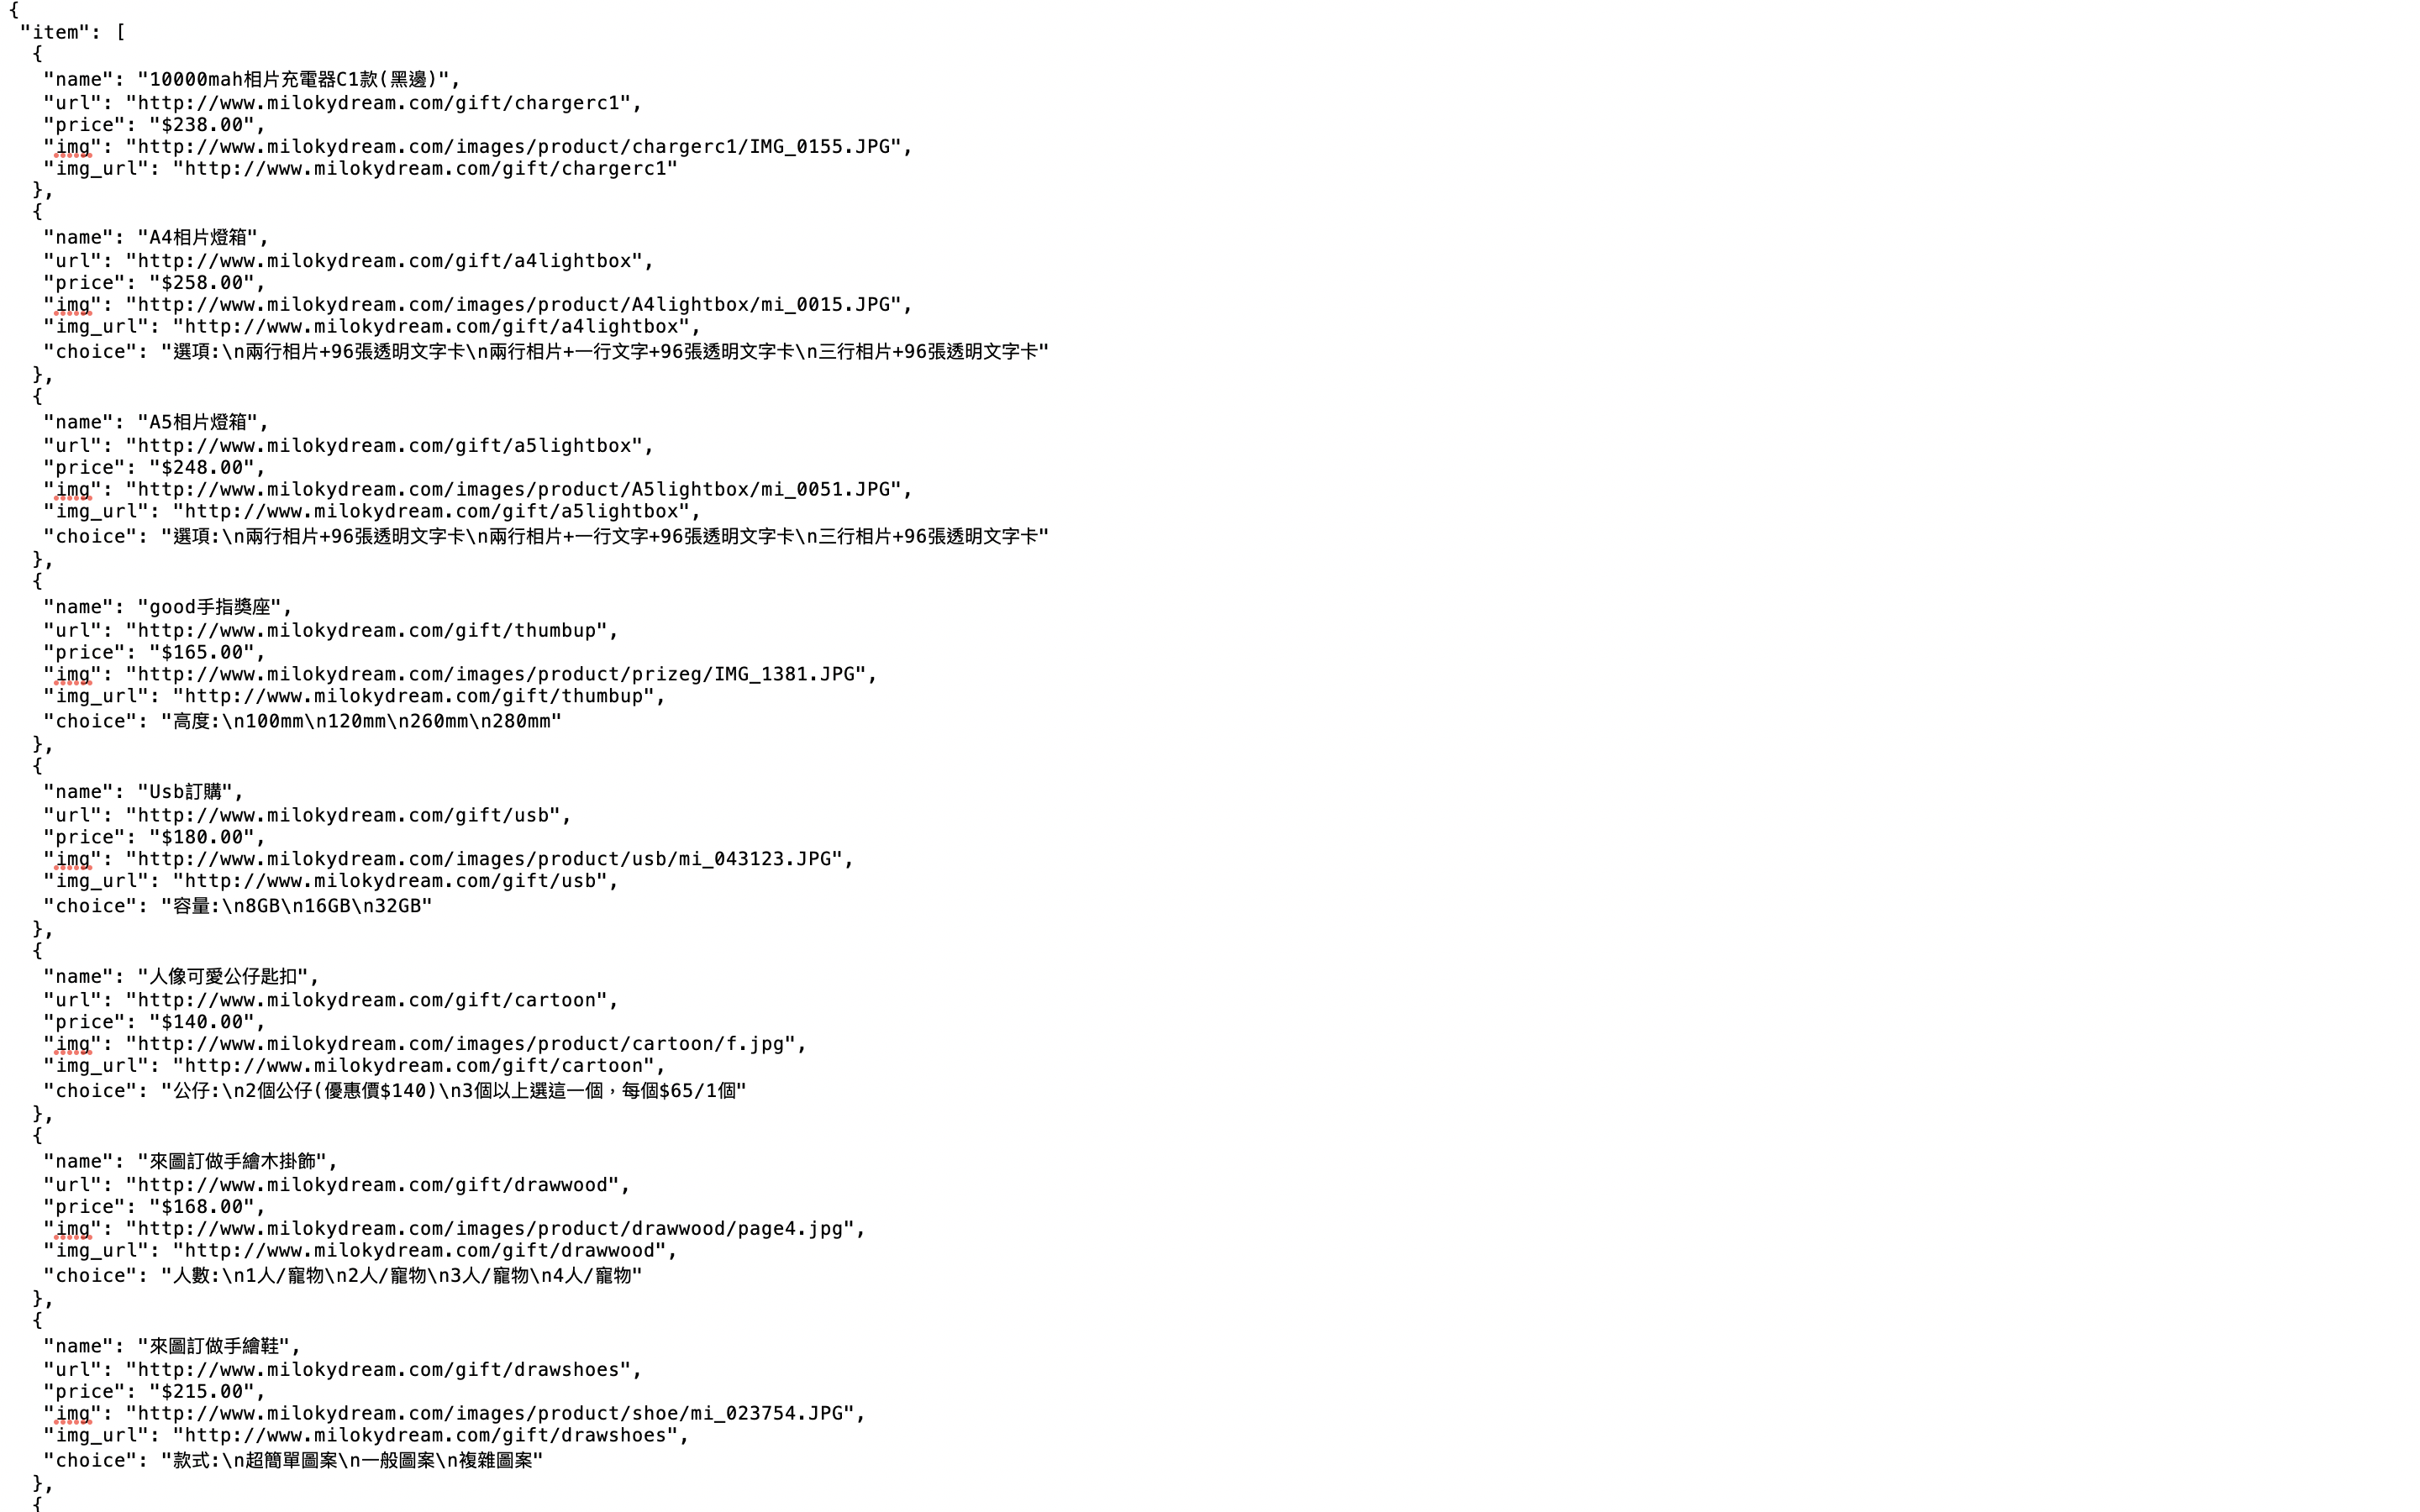 {
"item": [
{
"name": "10000mah相片充電器C1款(黑邊)",
"url": "http://www.milokydream.com/gift/chargerc1",
"price": "$238.00",
"img": "http://www.milokydream.com/images/product/chargerc1/IMG_0155.JPG",
"img_url": "http://www.milokydream.com/gift/chargerc1"
},
{
"name": "A4相片燈箱",
"url": "http://www.milokydream.com/gift/a4lightbox",
"price": "$258.00",
"img": "http://www.milokydream.com/images/product/A4lightbox/mi_0015.JPG",
"img_url": "http://www.milokydream.com/gift/a4lightbox",
"choice": "選項:\n兩行相片+96張透明文字卡\n兩行相片+一行文字+96張透明文字卡\n三行相片+96張透明文字卡"
},
{
"name": "A5相片燈箱",
"url": "http://www.milokydream.com/gift/a5lightbox",
"price": "$248.00",
"img": "http://www.milokydream.com/images/product/A5lightbox/mi_0051.JPG",
"img_url": "http://www.milokydream.com/gift/a5lightbox",
"choice": "選項:\n兩行相片+96張透明文字卡\n兩行相片+一行文字+96張透明文字卡\n三行相片+96張透明文字卡"
},
{
"name": "good手指獎座",
"url": "http://www.milokydream.com/gift/thumbup",
"price": "$165.00",
"img": "http://www.milokydream.com/images/product/prizeg/IMG_1381.JPG",
"img_url": "http://www.milokydream.com/gift/thumbup",
"choice": "高度:\n100mm\n120mm\n260mm\n280mm"
},
{
"name": "Usb訂購",
"url": "http://www.milokydream.com/gift/usb",
"price": "$180.00",
"img": "http://www.milokydream.com/images/product/usb/mi_043123.JPG",
"img_url": "http://www.milokydream.com/gift/usb",
"choice": "容量:\n8GB\n16GB\n32GB"
},
{
"name": "人像可愛公仔匙扣",
"url": "http://www.milokydream.com/gift/cartoon",
"price": "$140.00",
"img": "http://www.milokydream.com/images/product/cartoon/f.jpg",
"img_url": "http://www.milokydream.com/gift/cartoon",
"choice": "公仔:\n2個公仔(優惠價$140)\n3個以上選這一個，每個$65/1個"
},
{
"name": "來圖訂做手繪木掛飾",
"url": "http://www.milokydream.com/gift/drawwood",
"price": "$168.00",
"img": "http://www.milokydream.com/images/product/drawwood/page4.jpg",
"img_url": "http://www.milokydream.com/gift/drawwood",
"choice": "人數:\n1人/寵物\n2人/寵物\n3人/寵物\n4人/寵物"
},
{
"name": "來圖訂做手繪鞋",
"url": "http://www.milokydream.com/gift/drawshoes",
"price": "$215.00",
"img": "http://www.milokydream.com/images/product/shoe/mi_023754.JPG",
"img_url": "http://www.milokydream.com/gift/drawshoes",
"choice": "款式:\n超簡單圖案\n一般圖案\n複雜圖案"
},
{